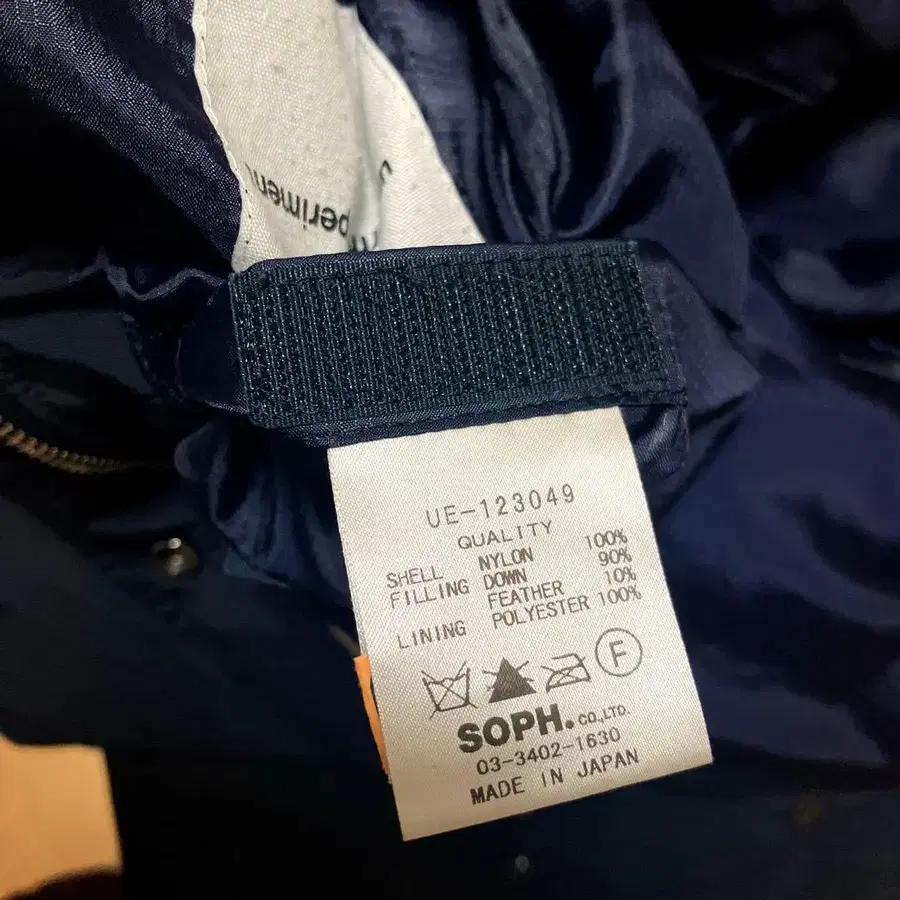 periment
UE-123049
QUALITY
SHELL NYLON 100%
FILLING DOWN 90%
FEATHER 10%
LINING POLYESTER 100%
F
SOPH. CO.,LTD.
03-3402-1630
MADE IN JAPAN